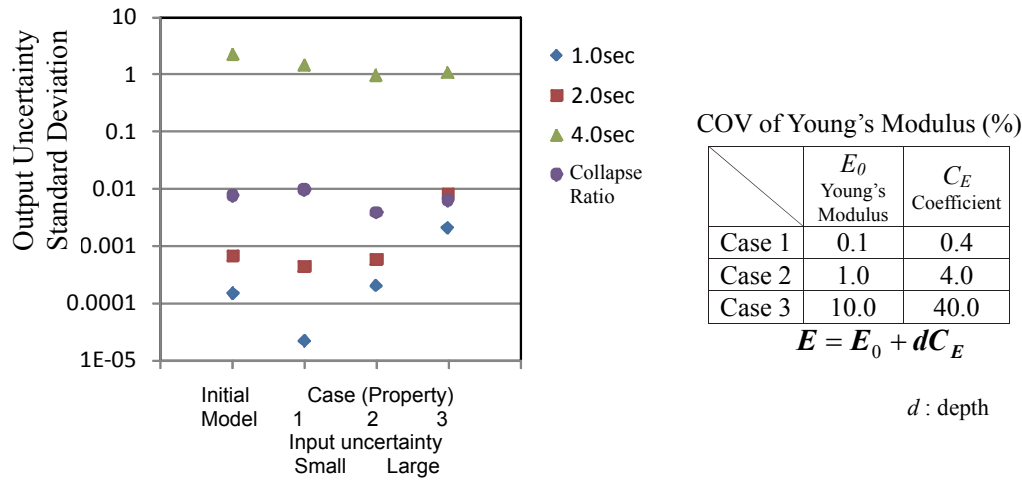 Output Uncertainty
Standard Deviation
10
1
0.1
0.01
0.001
0.0001
1E-05
Initial
Model
Case (Property)
1 2 3
Input uncertainty
Small Large
1.0sec
2.0sec
4.0sec
Collapse
Ratio
COV of Young's Modulus (%)
E0
Young's
Modulus
CE
Coefficient
Case 1 0.1 0.4
Case 2 1.0 4.0
Case 3 10.0 40.0
E = E0 + dCE
d : depth